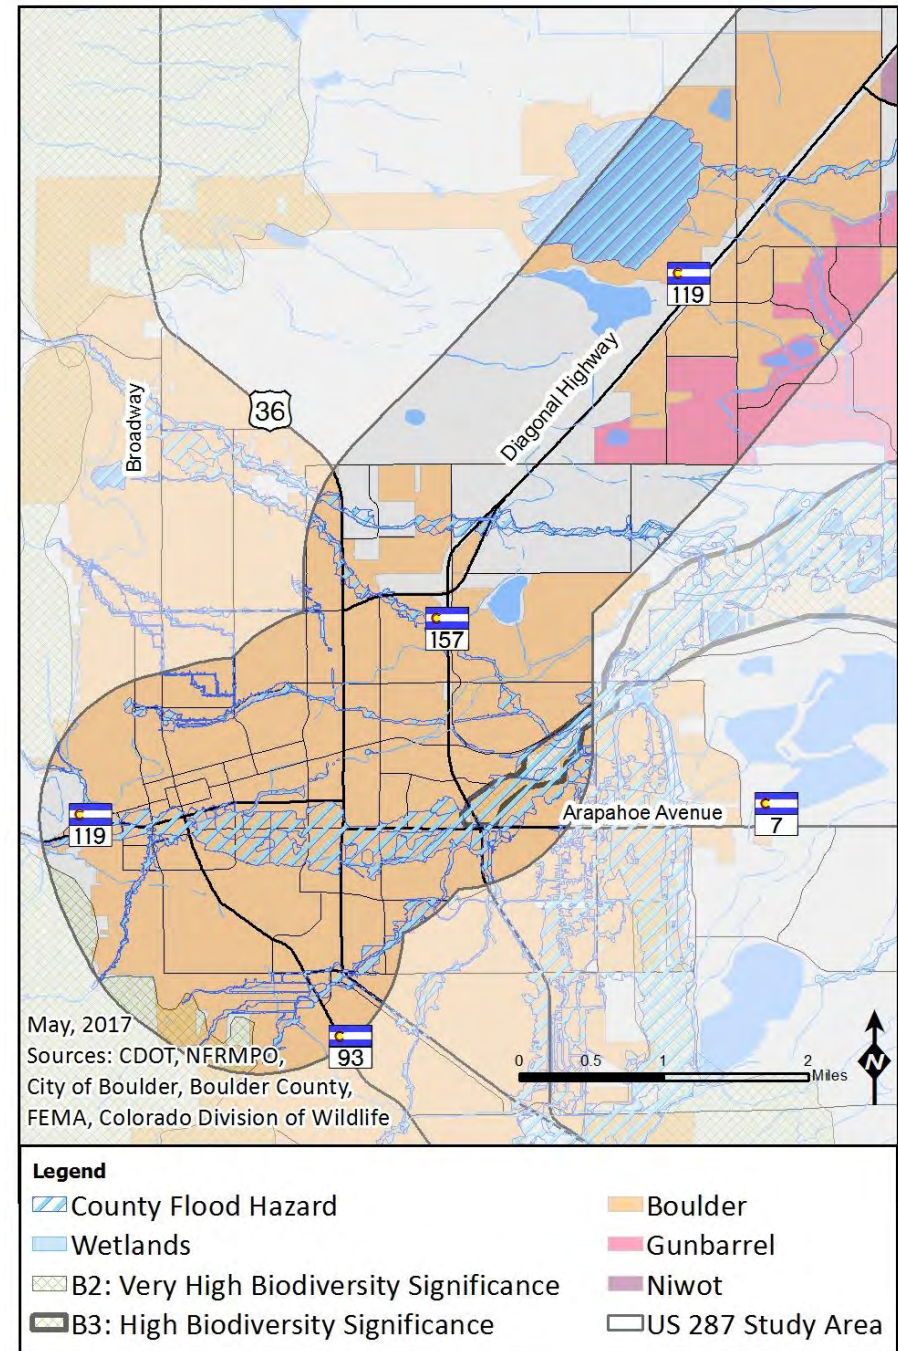 119
Diagonal Highway
36
Broadway
157
Arapahoe Avenue
7
119
93
May, 2017
Sources: CDOT, NFRMPO,
City of Boulder, Boulder County,
FEMA, Colorado Division of Wildlife
0 0.5 1 2
Miles
N
Legend
County Flood Hazard
Wetlands
B2: Very High Biodiversity Significance
B3: High Biodiversity Significance
Boulder
Gunbarrel
Niwot
US 287 Study Area